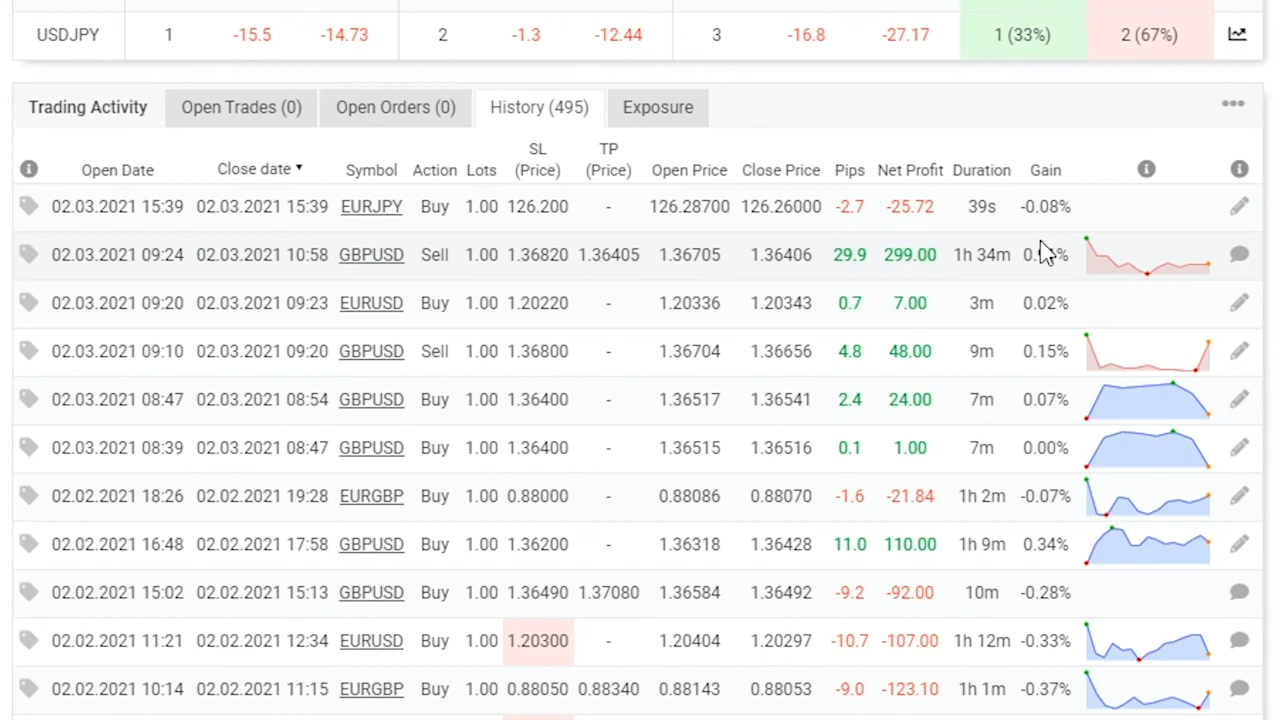 USDJPY 1 -15.5 -14.73 2 -1.3 -12.44 3 -16.8 -27.17 1 (33%) 2 (67%)
Trading Activity Open Trades (0) Open Orders (0) History (495) Exposure
Open Date Close date Symbol Action Lots SL (Price) TP (Price) Open Price Close Price Pips Net Profit Duration Gain
02.03.2021 15:39 02.03.2021 15:39 EURJPY Buy 1.00 126.200 - 126.28700 126.26000 -2.7 -25.72 39s -0.08%
02.03.2021 09:24 02.03.2021 10:58 GBPUSD Sell 1.00 1.36820 1.36405 1.36705 1.36406 29.9 299.00 1h 34m
02.03.2021 09:20 02.03.2021 09:23 EURUSD Buy 1.00 1.20220 - 1.20336 1.20343 0.7 7.00 3m 0.02%
02.03.2021 09:10 02.03.2021 09:20 GBPUSD Sell 1.00 1.36800 - 1.36704 1.36656 4.8 48.00 9m 0.15%
02.03.2021 08:47 02.03.2021 08:54 GBPUSD Buy 1.00 1.36400 - 1.36517 1.36541 2.4 24.00 7m 0.07%
02.03.2021 08:39 02.03.2021 08:47 GBPUSD Buy 1.00 1.36400 - 1.36515 1.36516 0.1 1.00 7m 0.00%
02.02.2021 18:26 02.02.2021 19:28 EURGBP Buy 1.00 0.88000 - 0.88086 0.88070 -1.6 -21.84 1h 2m -0.07%
02.02.2021 16:48 02.02.2021 17:58 GBPUSD Buy 1.00 1.36200 - 1.36318 1.36428 11.0 110.00 1h 9m 0.34%
02.02.2021 15:02 02.02.2021 15:13 GBPUSD Buy 1.00 1.36490 1.37080 1.36584 1.36492 -9.2 -92.00 10m -0.28%
02.02.2021 11:21 02.02.2021 12:34 EURUSD Buy 1.00 1.20300 - 1.20404 1.20297 -10.7 -107.00 1h 12m -0.33%
02.02.2021 10:14 02.02.2021 11:15 EURGBP Buy 1.00 0.88050 0.88340 0.88143 0.88053 -9.0 -123.10 1h 1m -0.37%